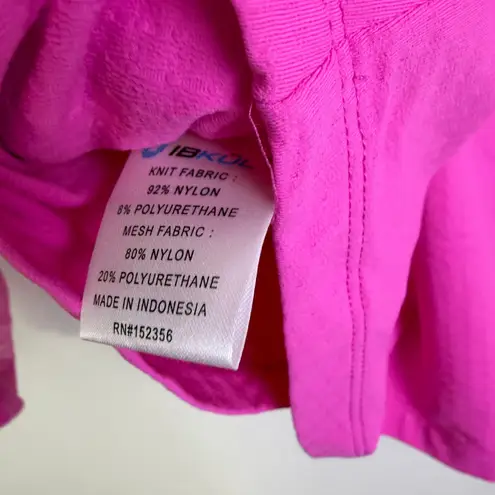 IBKUL
KNIT FABRIC :
92% NYLON
8% POLYURETHANE
MESH FABRIC :
80% NYLON
20% POLYURETHANE
MADE IN INDONESIA
RN#152356